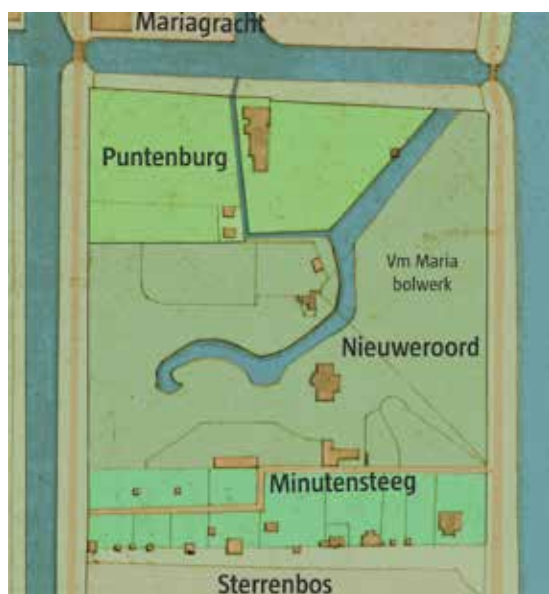 Mariagracht
Puntenburg
Vm Maria
bolwerk
Nieuweroord
Minutensteeg
Sterrenbos